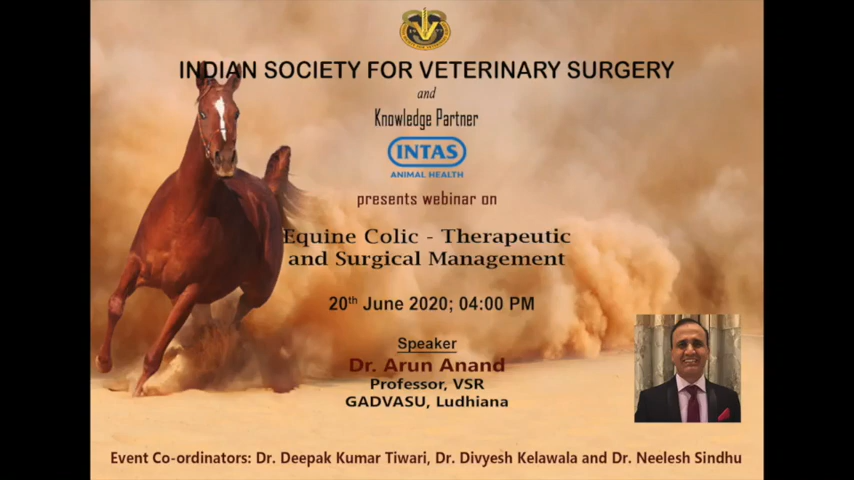 INDIAN SOCIETY FOR VETERINARY SURGERY
and
Knowledge Partner
INTAS
ANIMAL HEALTH
presents webinar on
Equine Colic - Therapeutic
and Surgical Management
20th June 2020; 04:00 PM
Speaker
Dr. Arun Anand
Professor, VSR
GADVASU, Ludhiana
Event Co-ordinators: Dr. Deepak Kumar Tiwari, Dr. Divyesh Kelawala and Dr. Neelesh Sindhu